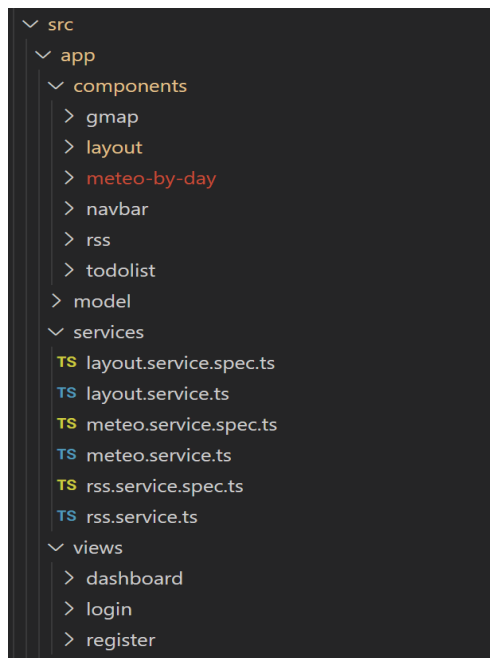 src
app
components
gmap
layout
meteo-by-day
navbar
rss
todolist
model
services
TS layout.service.spec.ts
TS layout.service.ts
TS meteo.service.spec.ts
TS meteo.service.ts
TS rss.service.spec.ts
TS rss.service.ts
views
dashboard
login
register